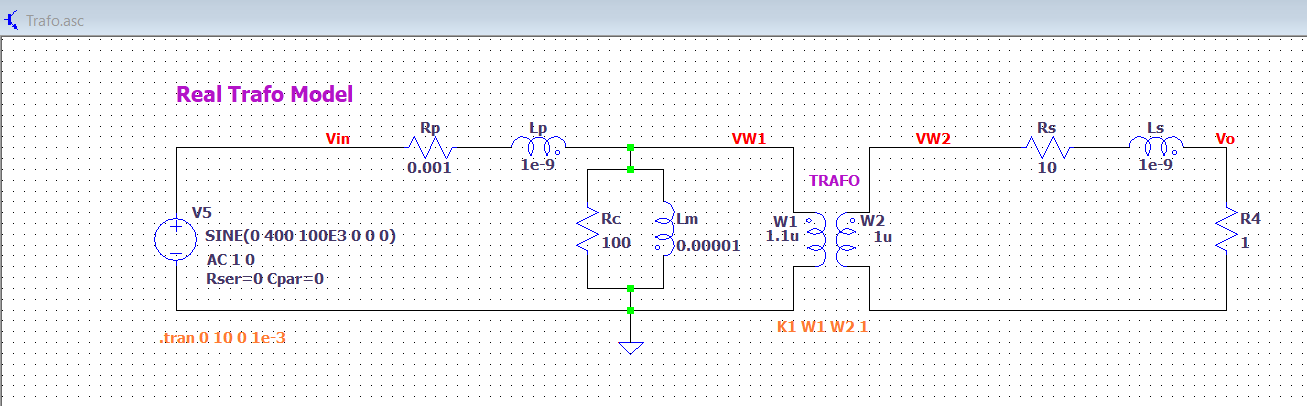 Trafo.asc
Real Trafo Model
Vin
Rp
0.001
Lp
1e-9
VW1
VW2
Rs
10
Ls
1e-9
Vo
TRAFO
V5
SINE(0 400 100E3 0 0 0)
AC 1 0
Rser=0 Cpar=0
Rc
100
Lm
0.00001
W1
1.1u
W2
1u
R4
1
.tran 0 10 0 1e-3
K1 W1 W2 1